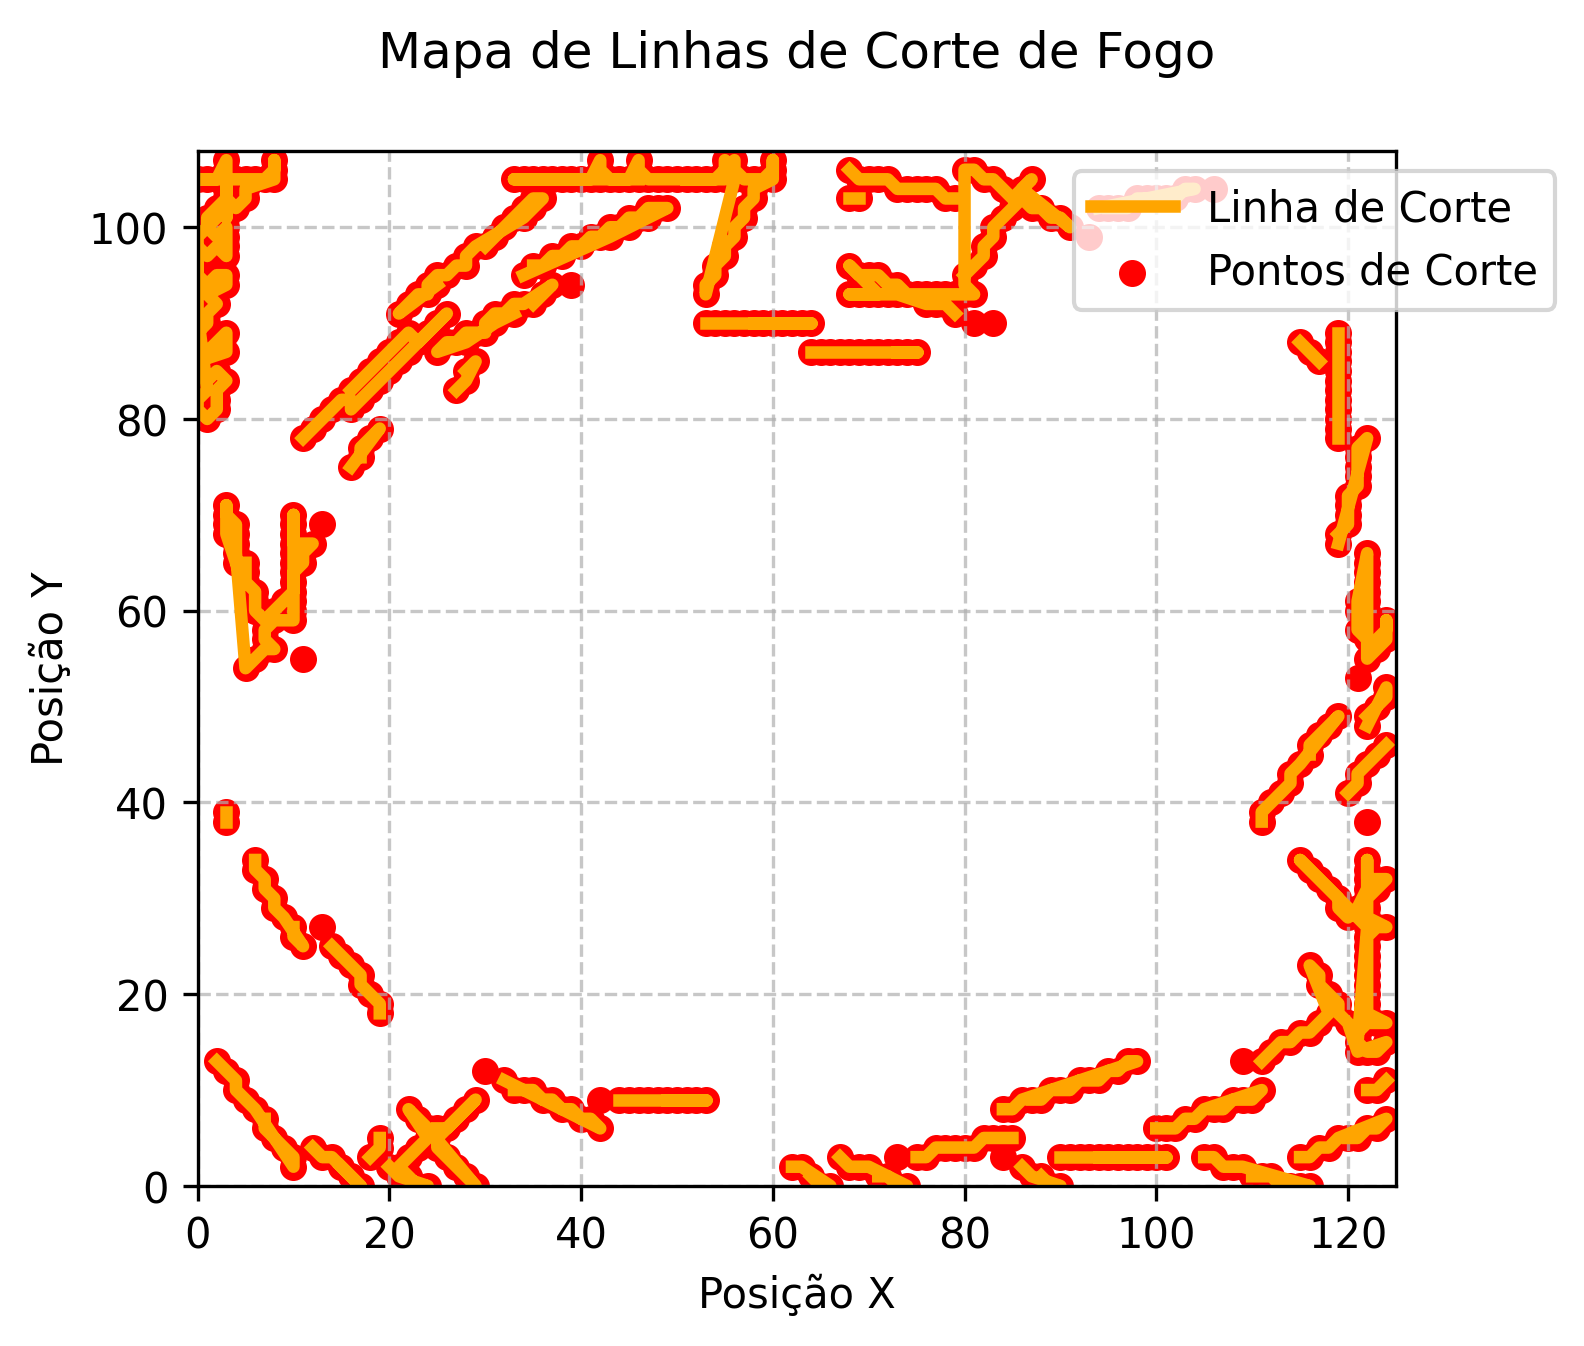 Mapa de Linhas de Corte de Fogo
Linha de Corte
Pontos de Corte
Posição Y
100
80
60
40
20
0
0 20 40 60 80 100 120
Posição X